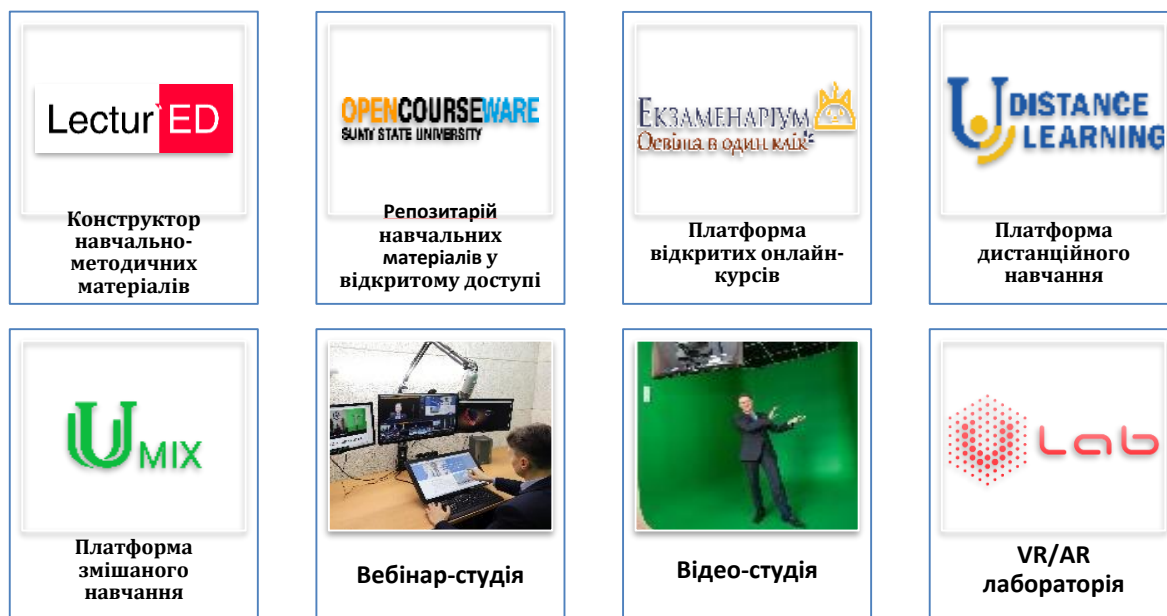 Lectur'ED
Конструктор
навчально-
методичних
матеріалів
OPENCOURSEWARE
SUMY STATE UNIVERSITY
Репозитарій
навчальних
матеріалів у
відкритому доступі
ЕКЗАМЕНАРІУМ
Освіта в один клік
Платформа
відкритих онлайн-
курсів
U DISTANCE
LEARNING
Платформа
дистанційного
навчання
U MIX
Платформа
змішаного
навчання
Вебінар-студія
Відео-студія
U Lab
VR/AR
лабораторія